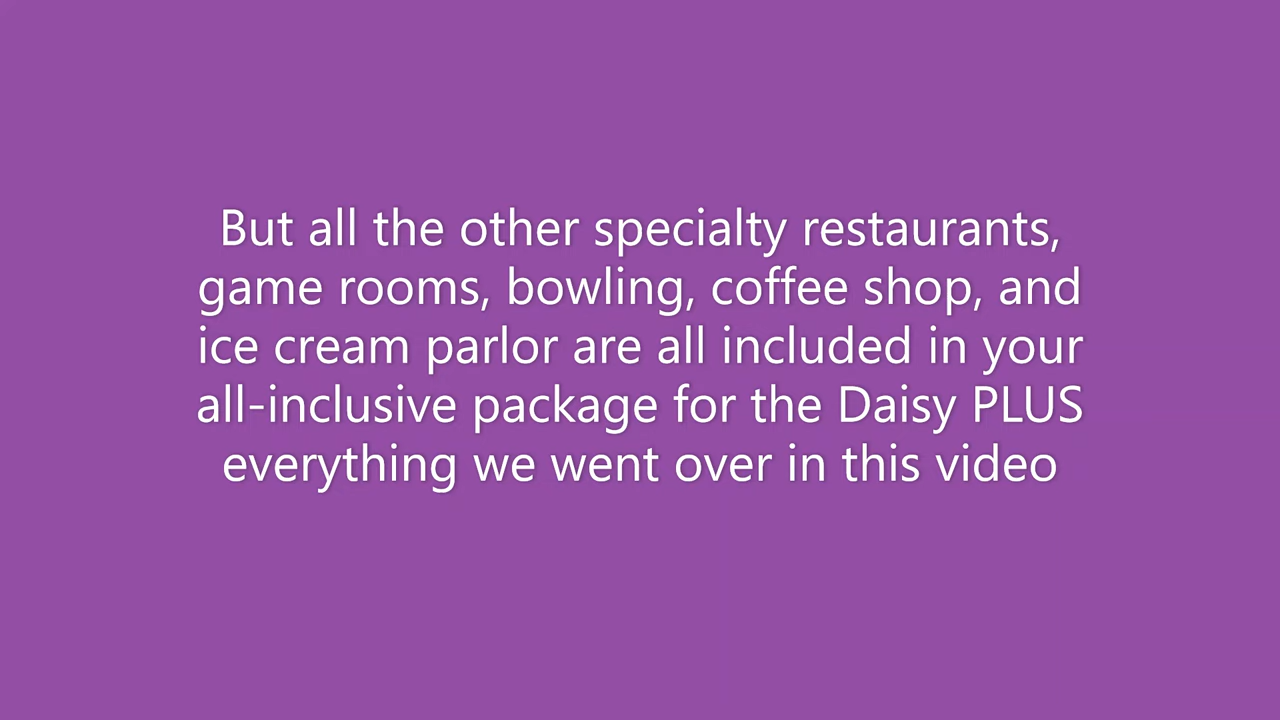 But all the other specialty restaurants,
game rooms, bowling, coffee shop, and
ice cream parlor are all included in your
all-inclusive package for the Daisy PLUS
everything we went over in this video